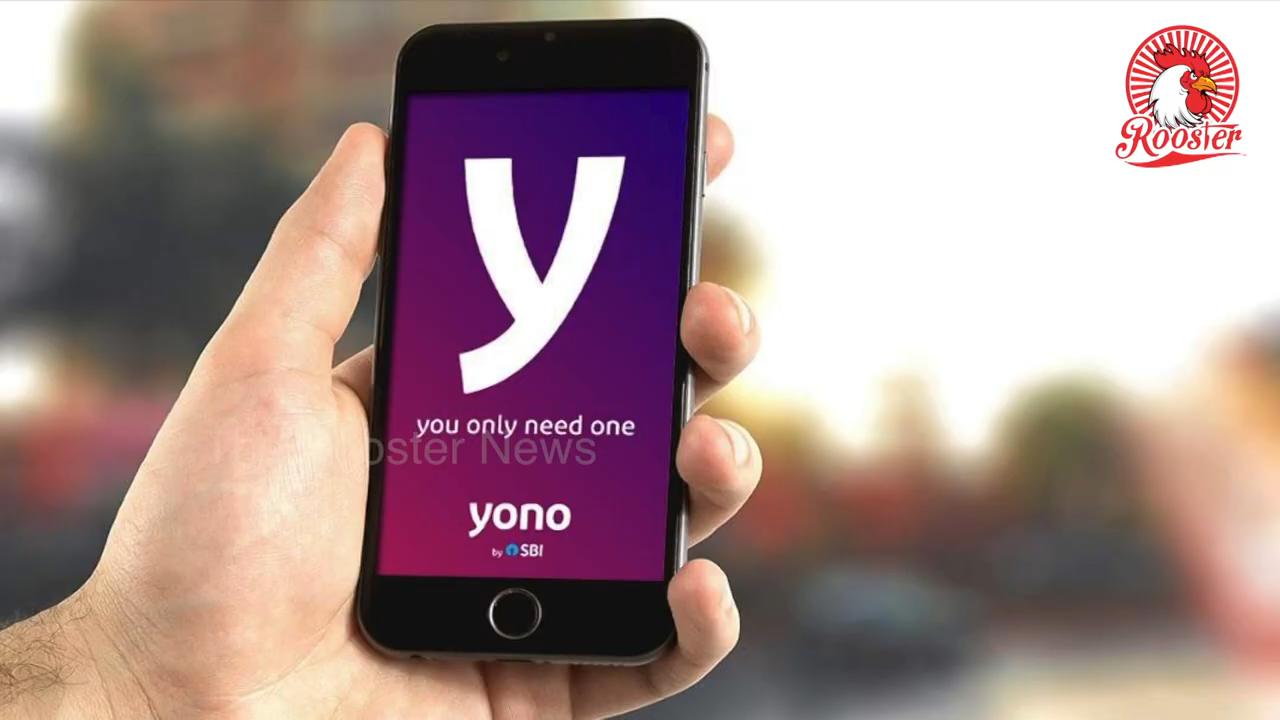 Rooster
y
you only need one
Rooster News
yono
by SBI